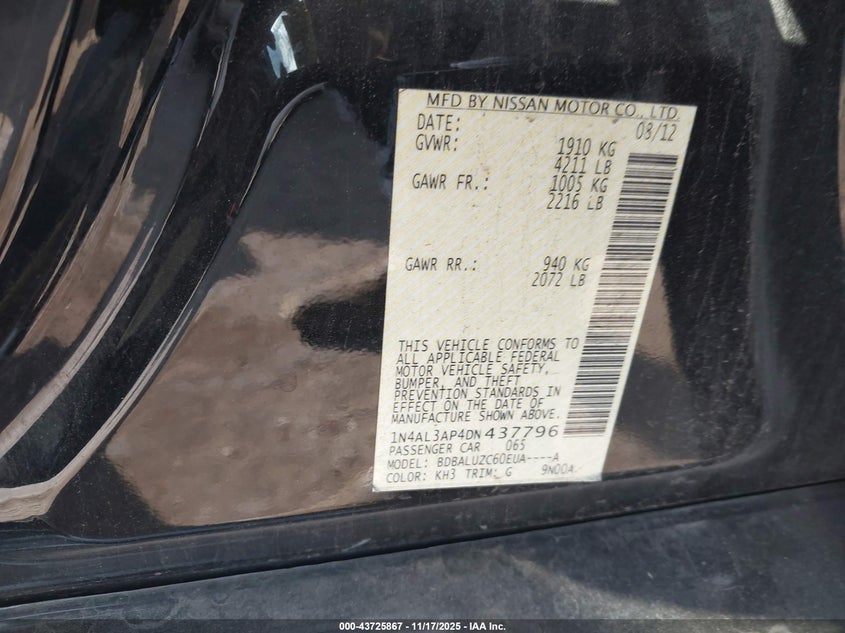 MFD BY NISSAN MOTOR CO., LTD.
DATE: 08/12
GVWR: 1910 KG
4211 LB
GAWR FR.: 1005 KG
2216 LB
GAWR RR.: 940 KG
2072 LB
THIS VEHICLE CONFORMS TO
ALL APPLICABLE FEDERAL
MOTOR VEHICLE SAFETY,
BUMPER, AND THEFT
PREVENTION STANDARDS IN
EFFECT ON THE DATE OF
MANUFACTURE SHOWN ABOVE.
1N4AL3AP4DN437796
PASSENGER CAR 065
MODEL: BDBALUZC60EUA----A
COLOR: KH3 TRIM: G 9N00A
000-43725867 - 11/17/2025 - IAA Inc.